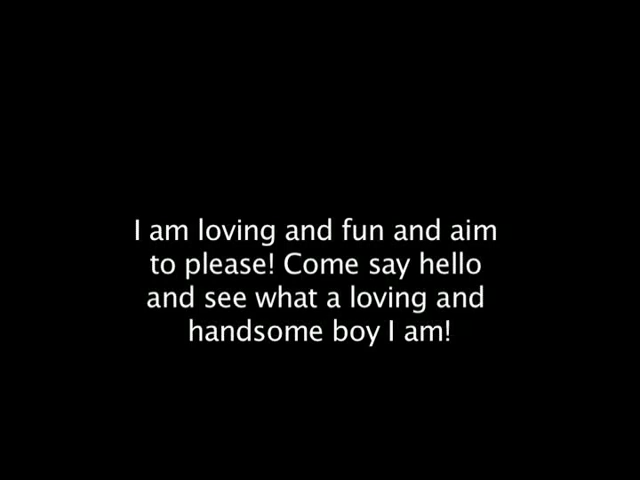 I am loving and fun and aim
to please! Come say hello
and see what a loving and
handsome boy I am!